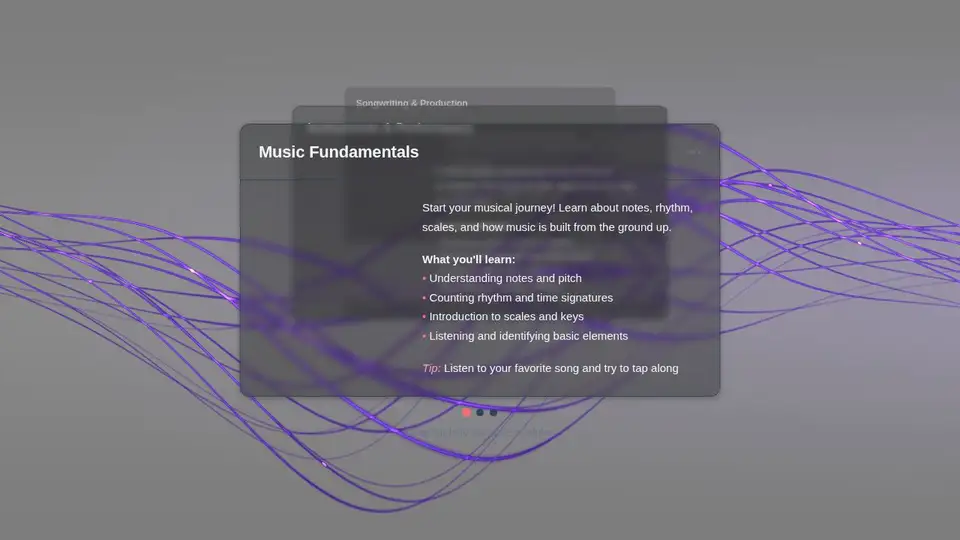 Songwriting & Production
Music Fundamentals
Start your musical journey! Learn about notes, rhythm,
scales, and how music is built from the ground up.
What you'll learn:
• Understanding notes and pitch
• Counting rhythm and time signatures
• Introduction to scales and keys
• Listening and identifying basic elements
Tip: Listen to your favorite song and try to tap along